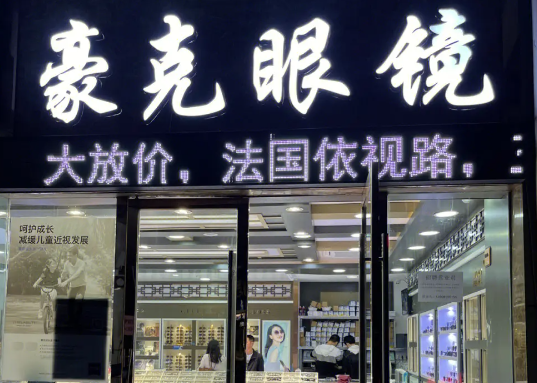 豪克眼镜
大放价，法国依视路，
呵护成长
减缓儿童近视发展